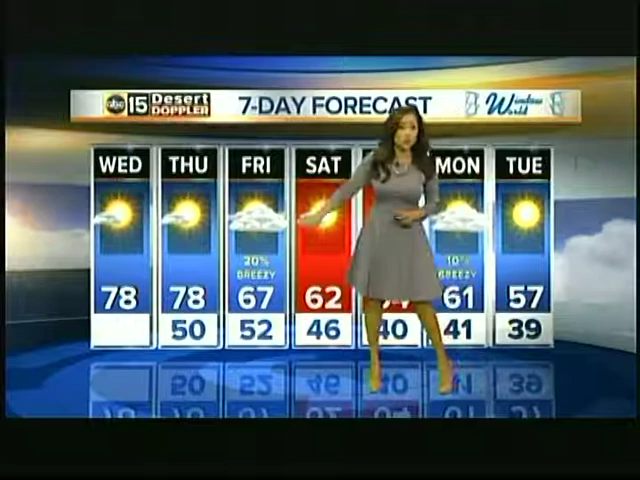 abc 15 Desert DOPPLER 7-DAY FORECAST Window World
WED THU FRI SAT MON TUE
20% 10%
BREEZY BREEZY
78 78 67 62 61 57
50 52 46 40 41 39